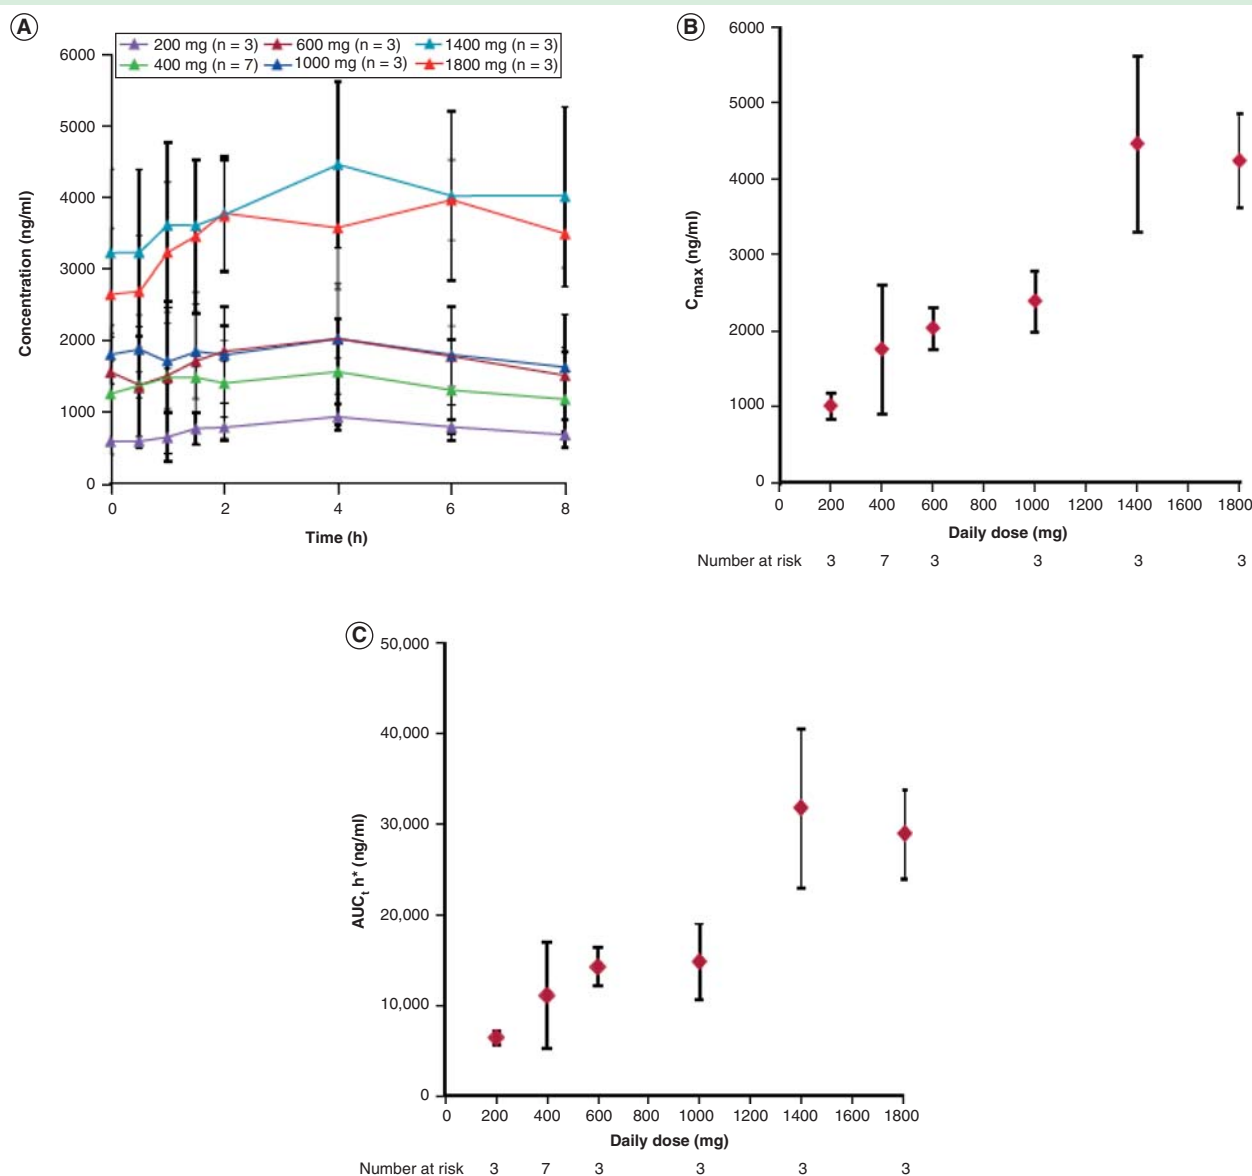 A
200 mg (n = 3) 600 mg (n = 3) 1400 mg (n = 3)
400 mg (n = 7) 1000 mg (n = 3) 1800 mg (n = 3)
Concentration (ng/ml)
6000
5000
4000
3000
2000
1000
0
0 2 4 6 8
Time (h)
B
Cmax (ng/ml)
6000
5000
4000
3000
2000
1000
0
0 200 400 600 800 1000 1200 1400 1600 1800
Daily dose (mg)
Number at risk 3 7 3 3 3 3
C
AUCt h* (ng/ml)
50,000
40,000
30,000
20,000
10,000
0
0 200 400 600 800 1000 1200 1400 1600 1800
Daily dose (mg)
Number at risk 3 7 3 3 3 3